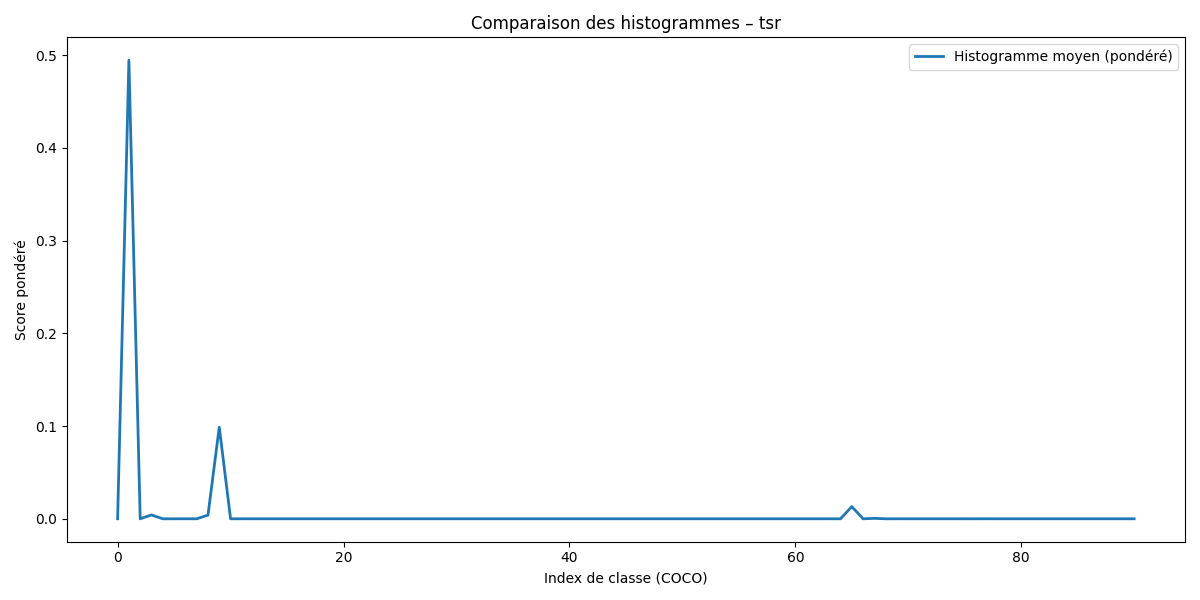 Comparaison des histogrammes – tsr
Histogramme moyen (pondéré)
Score pondéré
0.5
0.4
0.3
0.2
0.1
0.0
0 20 40 60 80
Index de classe (COCO)